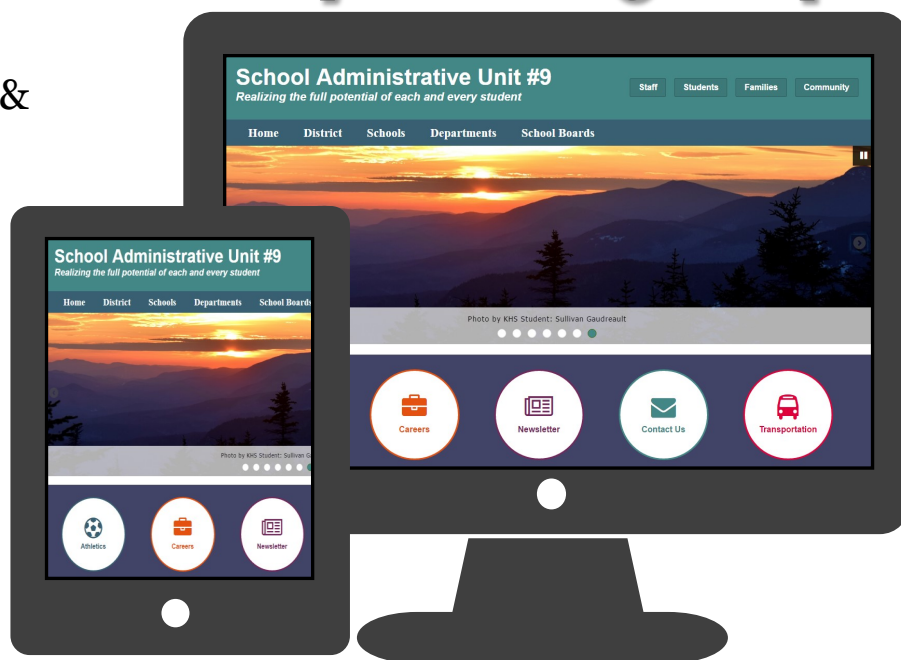 &
School Administrative Unit #9
Realizing the full potential of each and every student
Staff Students Families Community
Home District Schools Departments School Boards
Photo by KHS Student: Sullivan Gaudreault
Careers Newsletter Contact Us Transportation
School Administrative Unit #9
Realizing the full potential of each and every student
Home District Schools Departments School Boards
Photo by KHS Student: Sullivan G
Athletics Careers Newsletter